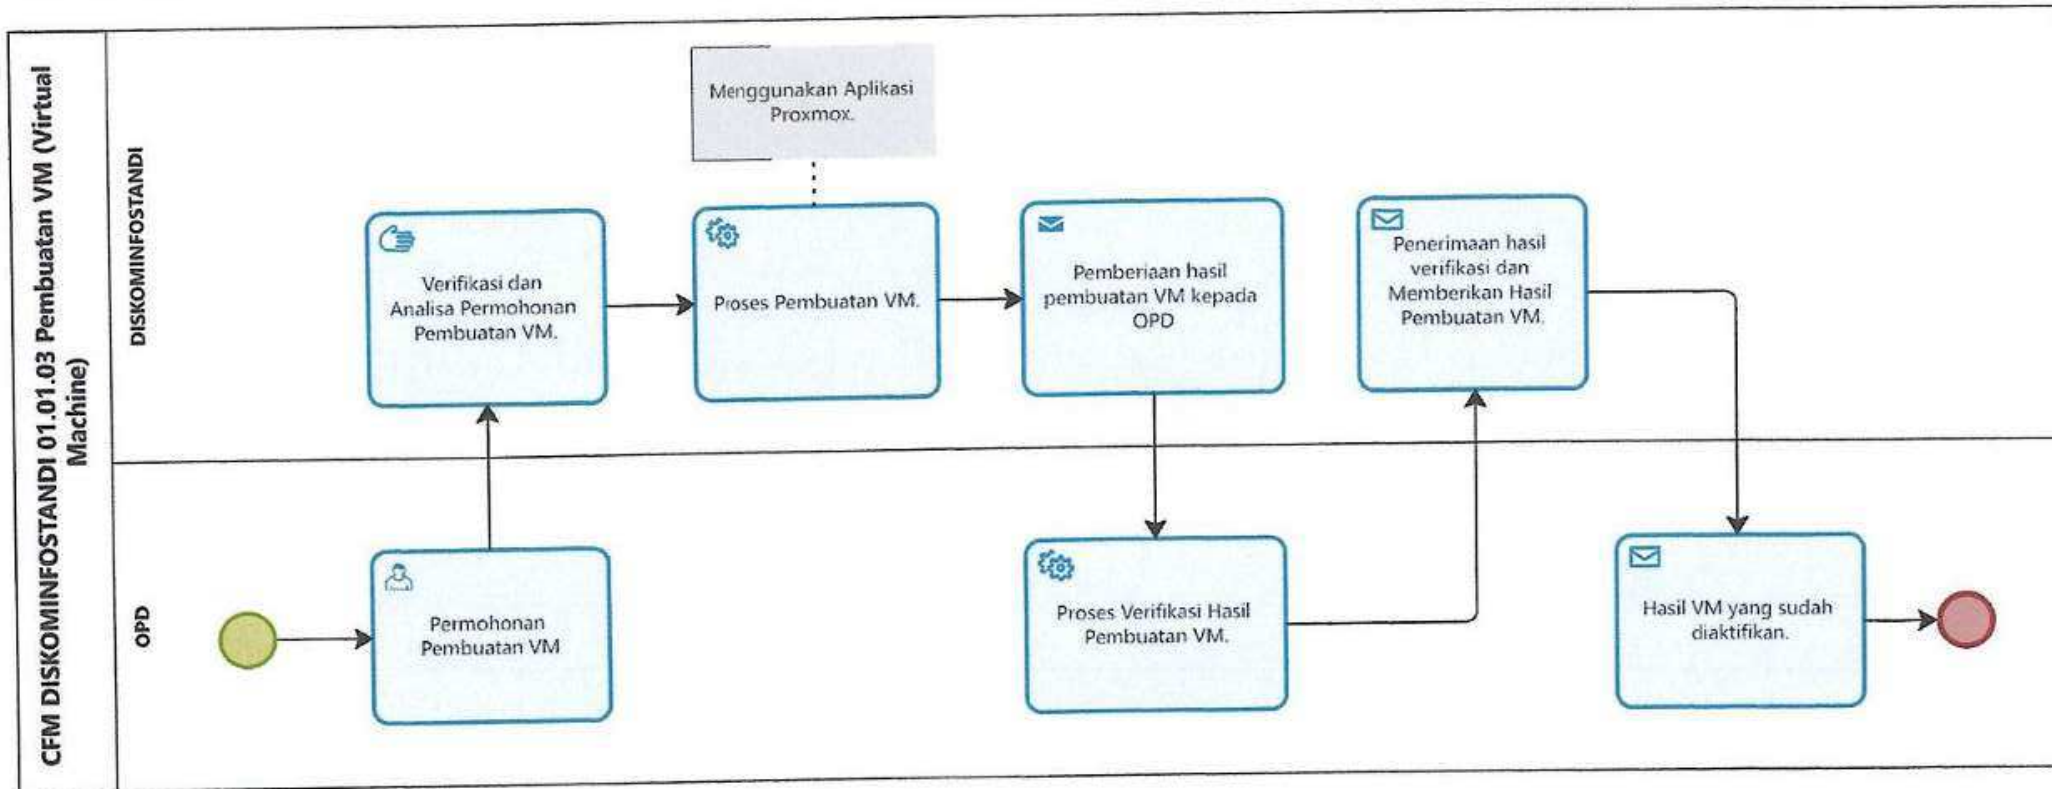 CFM DISKOMINFOSTANDI 01.01.03 Pembuatan VM (Virtual
Machine)
DISKOMINFOSTANDI
Menggunakan Aplikasi
Proxmox.
Verifikasi dan
Analisa Permohonan
Pembuatan VM.
Proses Pembuatan VM.
Pemberiaan hasil
pembuatan VM kepada
OPD
Penerimaan hasil
verifikasi dan
Memberikan Hasil
Pembuatan VM.
OPD
Permohonan
Pembuatan VM
Proses Verifikasi Hasil
Pembuatan VM.
Hasil VM yang sudah
diaktifikan.